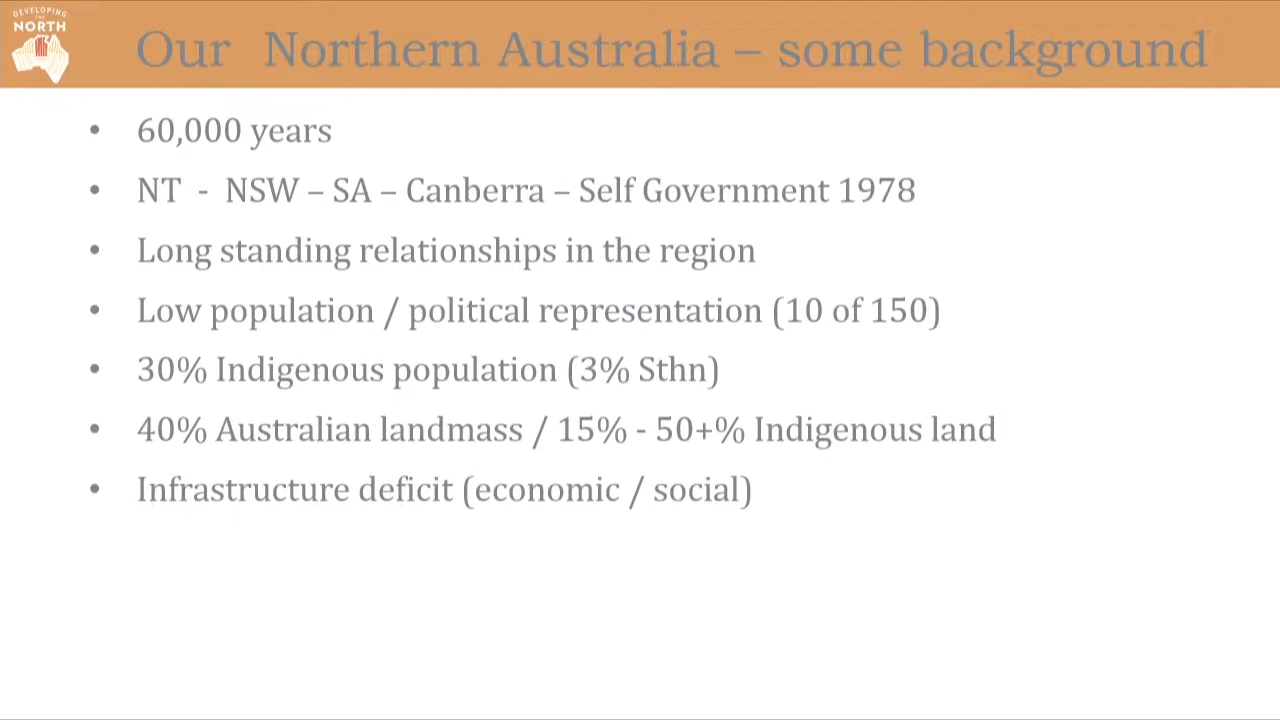 DEVELOPING
THE
NORTH
Our Northern Australia – some background
• 60,000 years
• NT - NSW – SA – Canberra – Self Government 1978
• Long standing relationships in the region
• Low population / political representation (10 of 150)
• 30% Indigenous population (3% Sthn)
• 40% Australian landmass / 15% - 50+% Indigenous land
• Infrastructure deficit (economic / social)